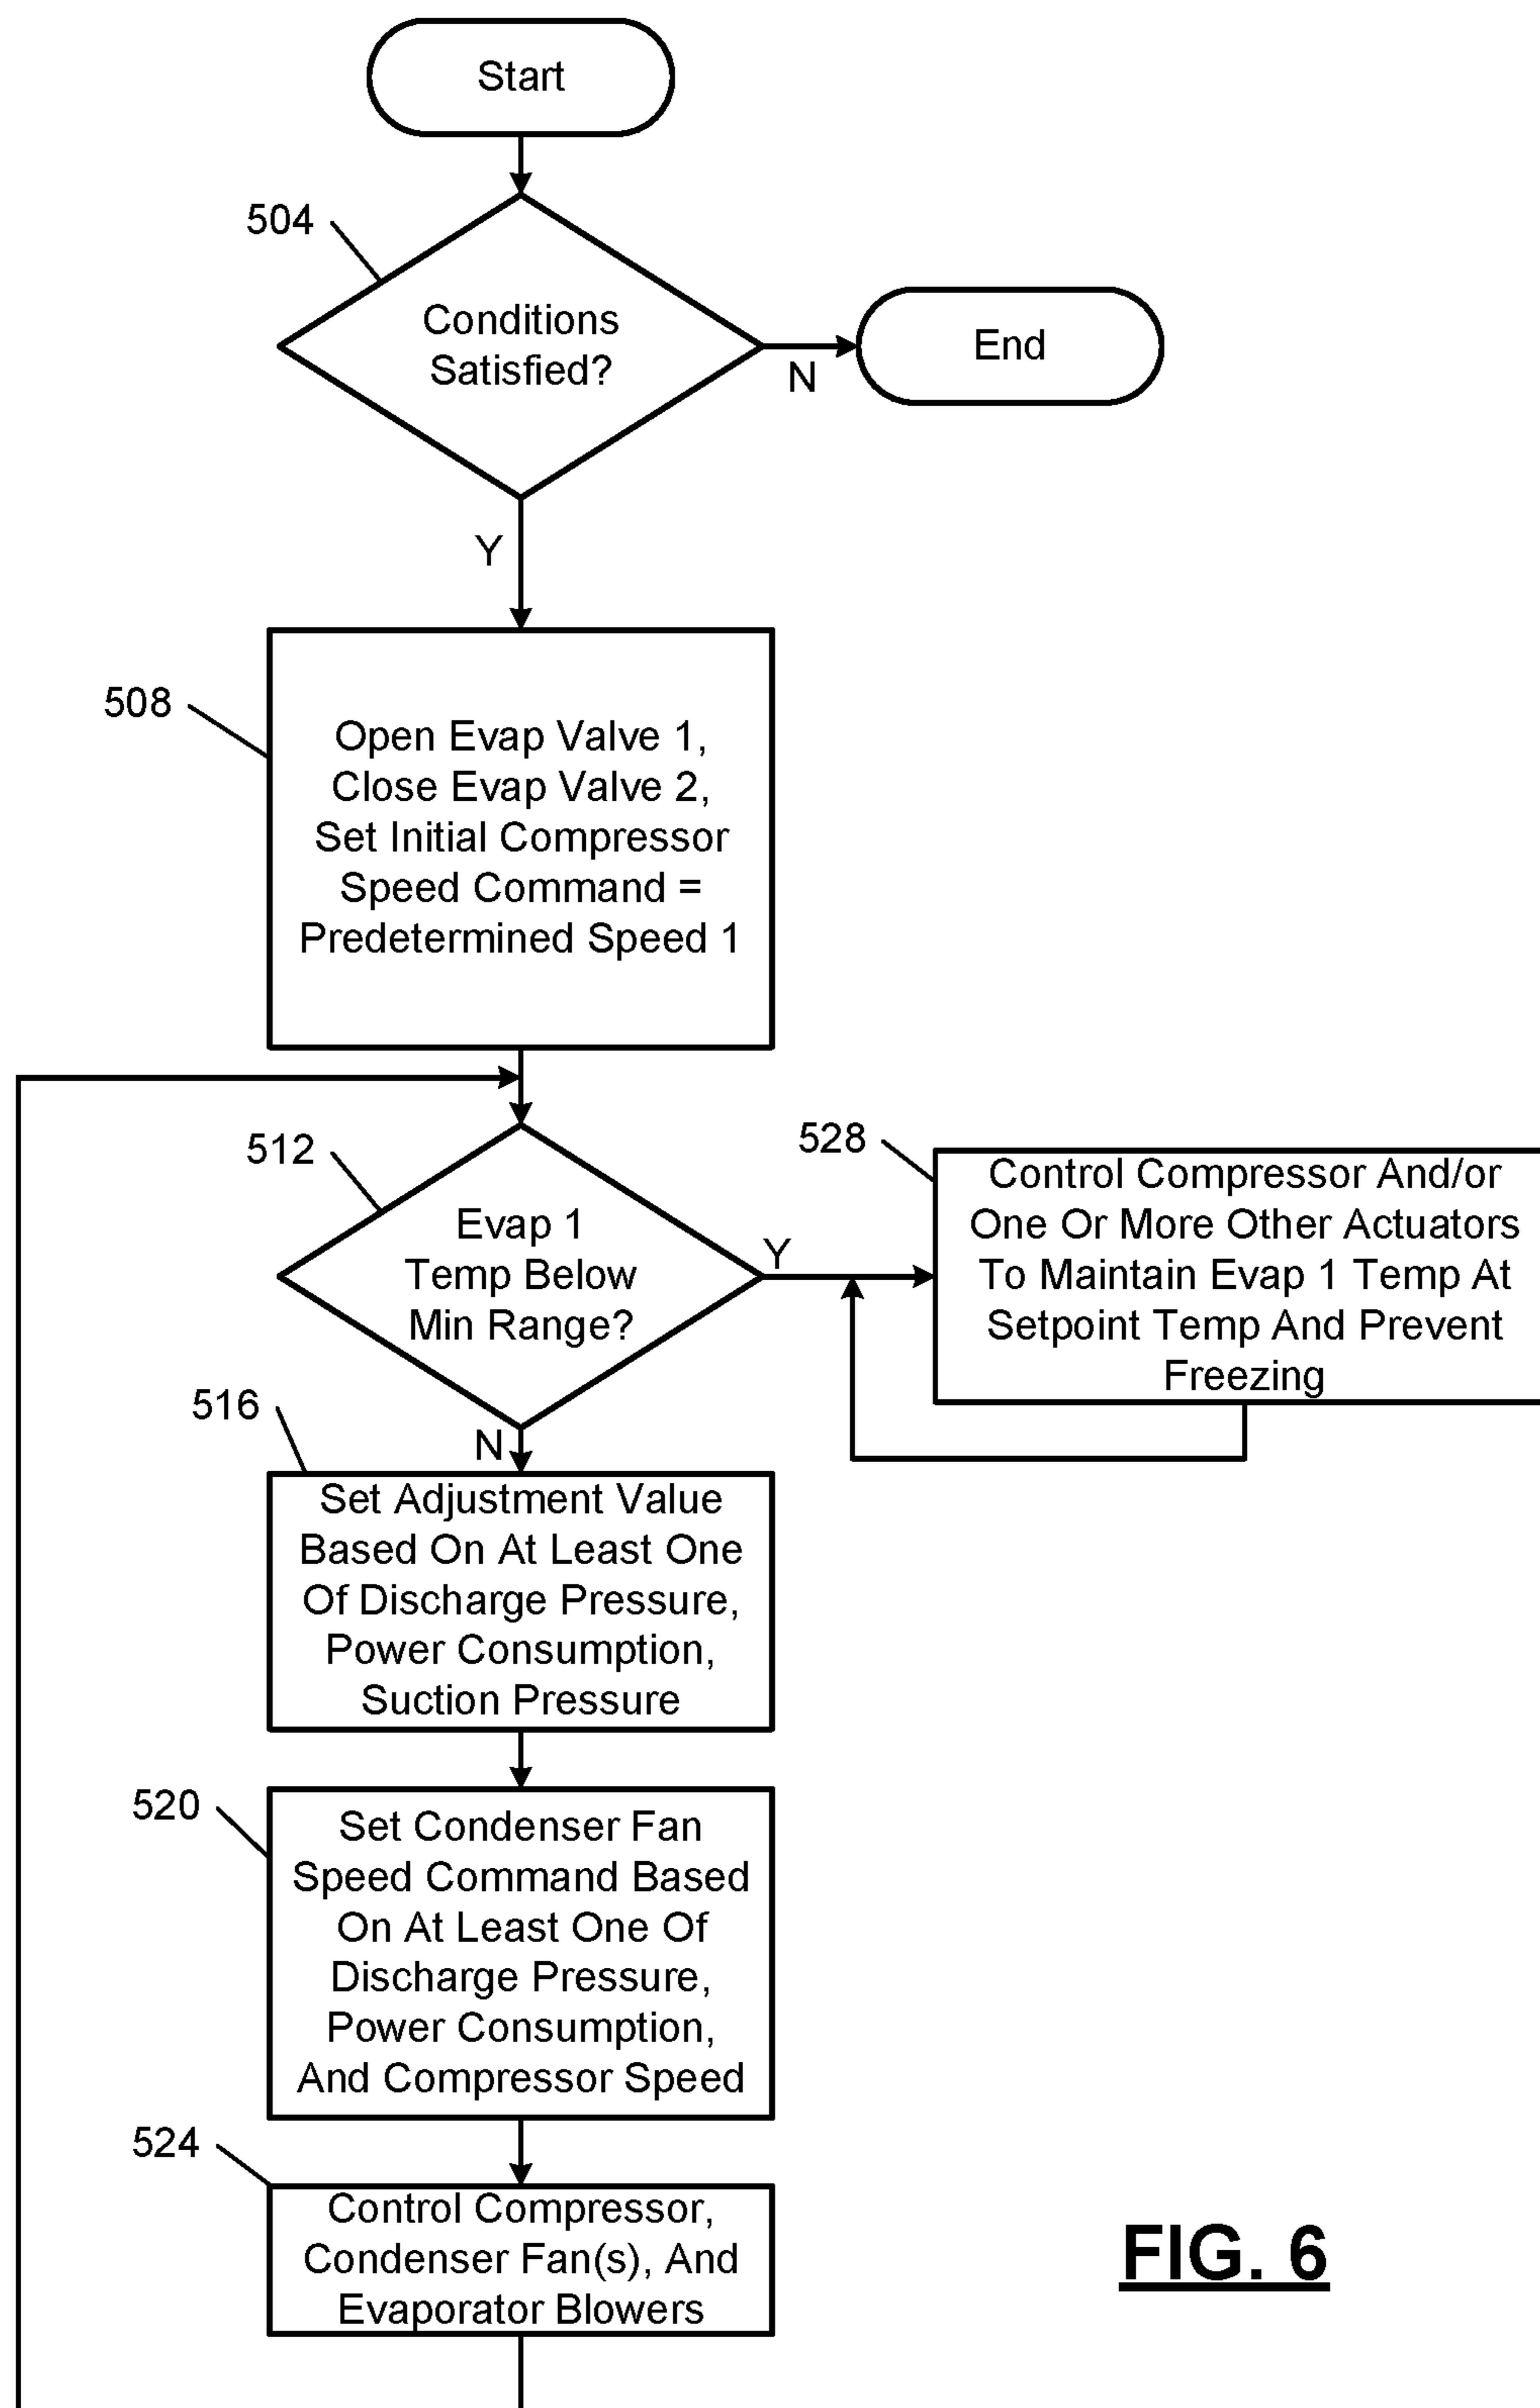 Start
504
Conditions
Satisfied?
N
End
Y
508
Open Evap Valve 1,
Close Evap Valve 2,
Set Initial Compressor
Speed Command =
Predetermined Speed 1
512
Evap 1
Temp Below
Min Range?
Y
528
Control Compressor And/or
One Or More Other Actuators
To Maintain Evap 1 Temp At
Setpoint Temp And Prevent
Freezing
N
516
Set Adjustment Value
Based On At Least One
Of Discharge Pressure,
Power Consumption,
Suction Pressure
520
Set Condenser Fan
Speed Command Based
On At Least One Of
Discharge Pressure,
Power Consumption,
And Compressor Speed
524
Control Compressor,
Condenser Fan(s), And
Evaporator Blowers
FIG. 6